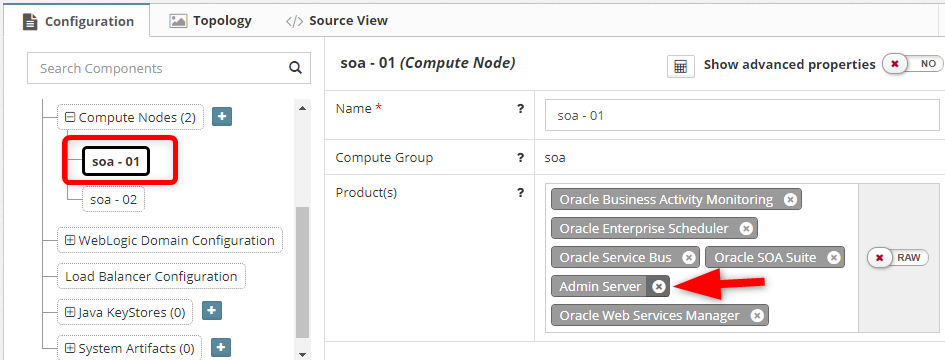 Configuration
Topology
</> Source View
Search Components
Compute Nodes (2)
soa - 01
soa - 02
WebLogic Domain Configuration
Load Balancer Configuration
Java KeyStores (0)
System Artifacts (0)
soa - 01 (Compute Node)
Show advanced properties
NO
Name *
?
soa - 01
Compute Group
?
soa
Product(s)
?
Oracle Business Activity Monitoring
Oracle Enterprise Scheduler
Oracle Service Bus
Oracle SOA Suite
Admin Server
Oracle Web Services Manager
RAW